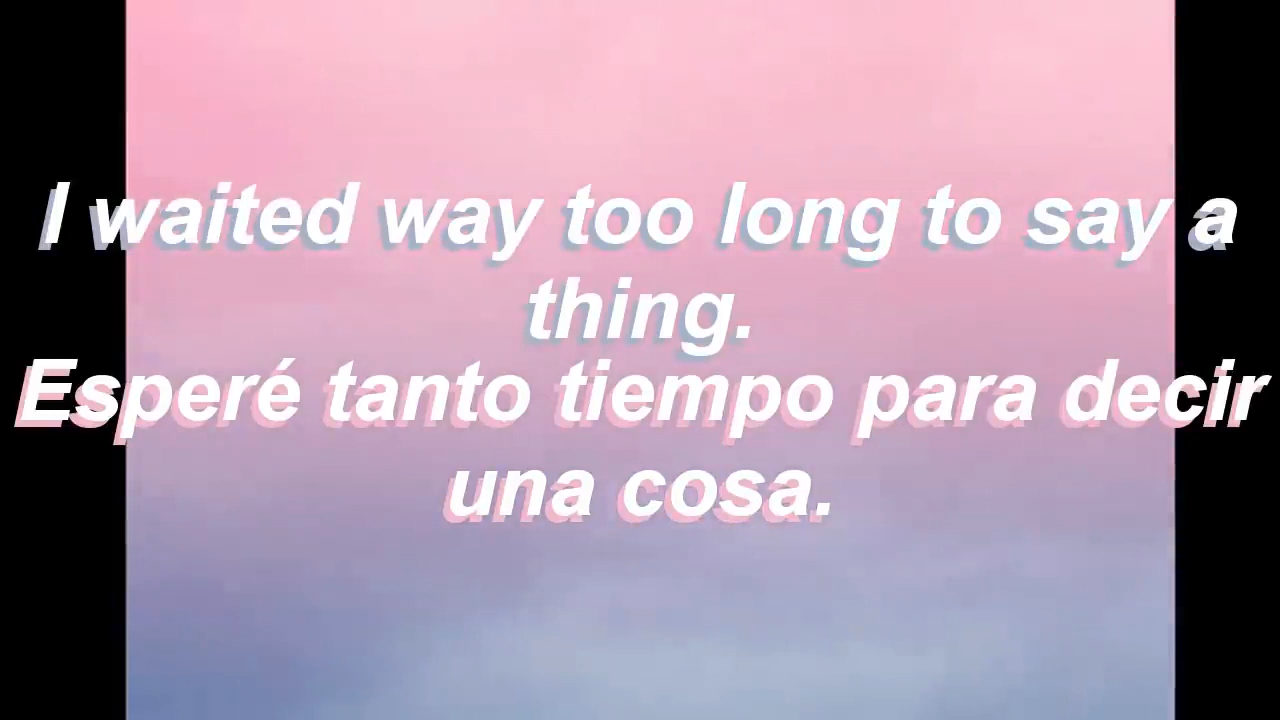 I waited way too long to say a
thing.
Esperé tanto tiempo para decir
una cosa.